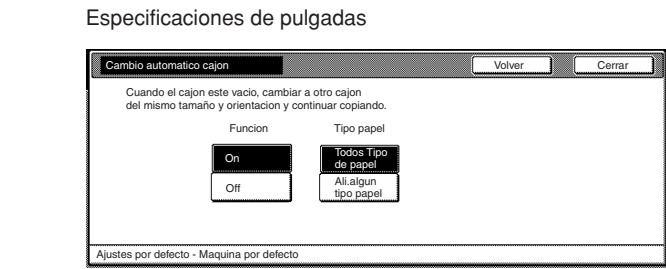 Especificaciones de pulgadas
Cambio automatico cajon
Volver
Cerrar
Cuando el cajon este vacio, cambiar a otro cajon
del mismo tamaño y orientacion y continuar copiando.
Funcion
Tipo papel
On
Todos Tipo
de papel
Off
Ali.algun
tipo papel
Ajustes por defecto - Maquina por defecto